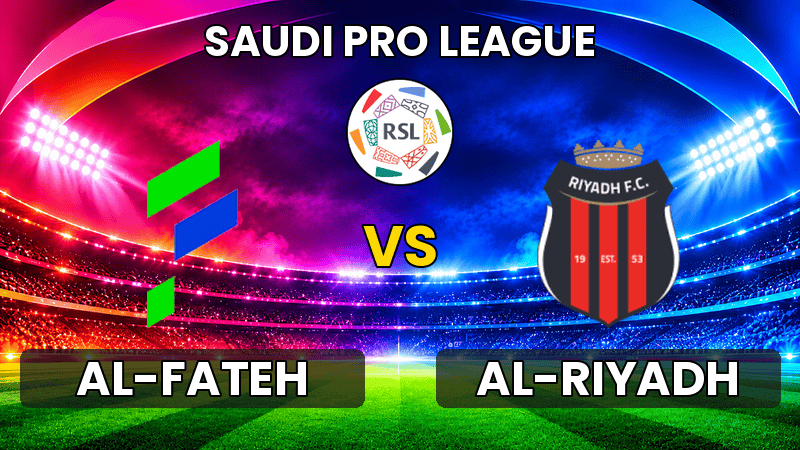 SAUDI PRO LEAGUE
RSL
VS
RIYADH F.C.
19 EST. 53
AL-FATEH
AL-RIYADH